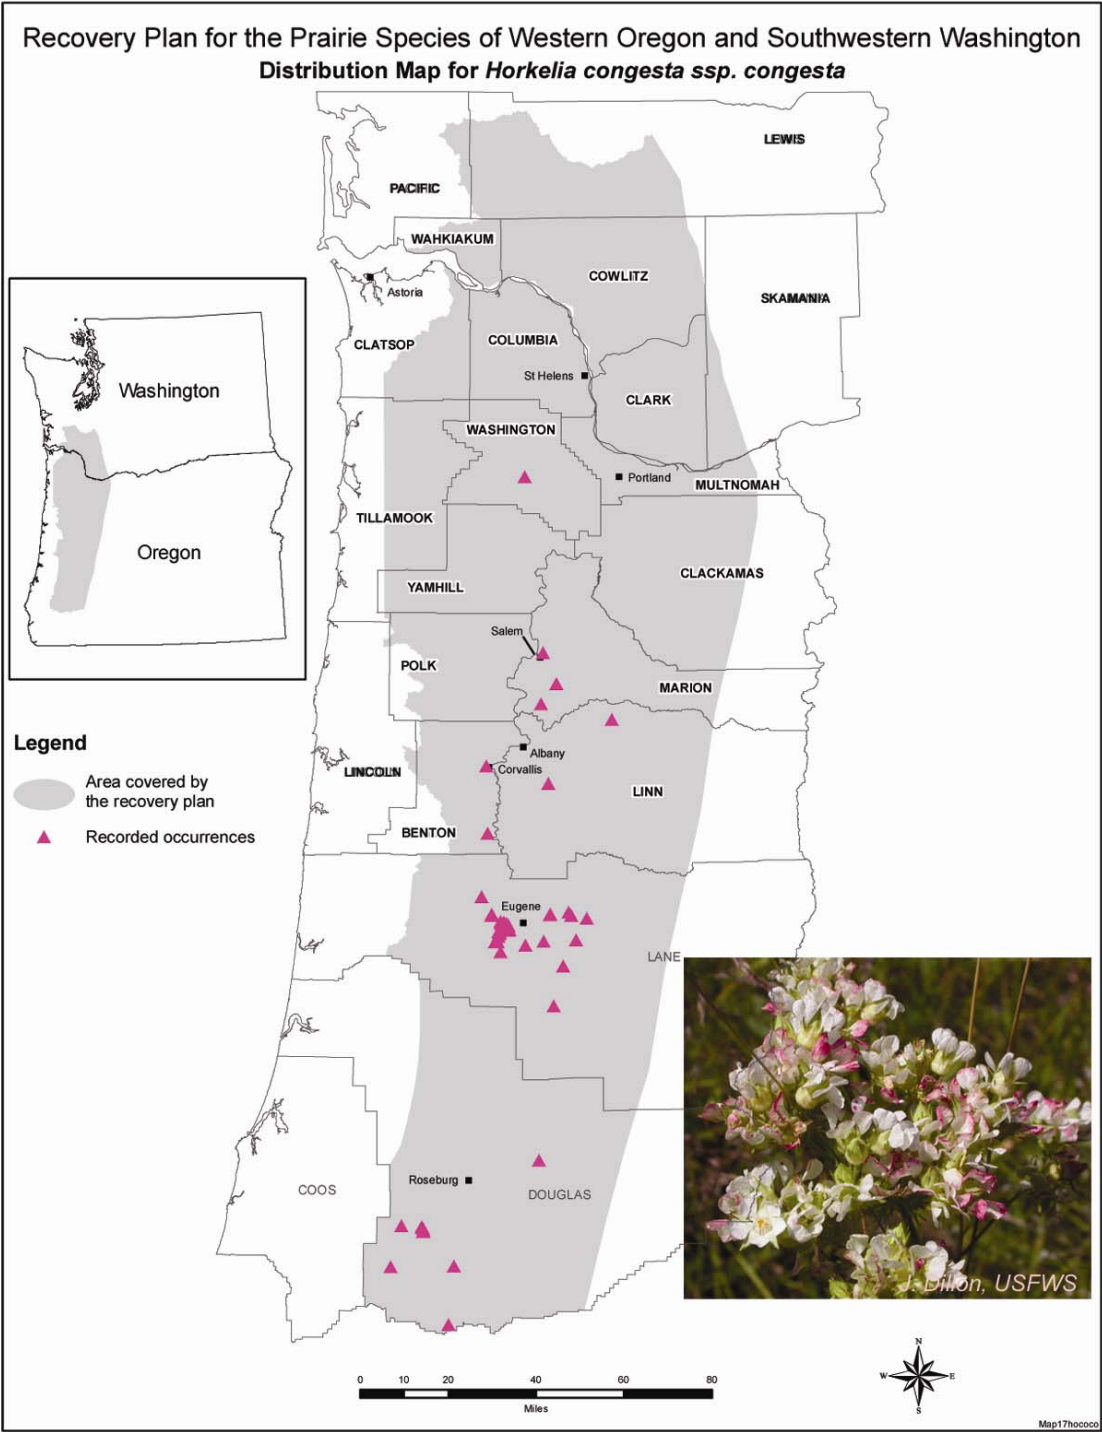 Recovery Plan for the Prairie Species of Western Oregon and Southwestern Washington
Distribution Map for Horkelia congesta ssp. congesta
LEWIS
PACIFIC
WAHKIAKUM
COWLITZ
SKAMANIA
Astoria
CLATSOP
COLUMBIA
St Helens
CLARK
WASHINGTON
Portland
MULTNOMAH
TILLAMOOK
CLACKAMAS
YAMHILL
Salem
POLK
MARION
Albany
Corvallis
LINCOLN
LINN
BENTON
Eugene
LANE
Roseburg
COOS
DOUGLAS
Washington
Oregon
Legend
Area covered by
the recovery plan
Recorded occurrences
J. Dillon, USFWS
0 10 20 40 60 80
Miles
N
W E
S
Map17hococo